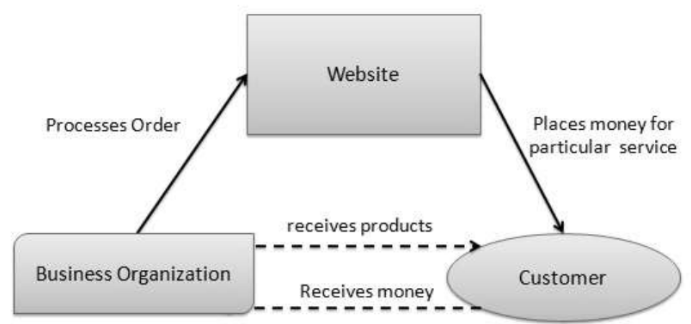 Website
Processes Order
Places money for
particular service
receives products
Business Organization
Customer
Receives money